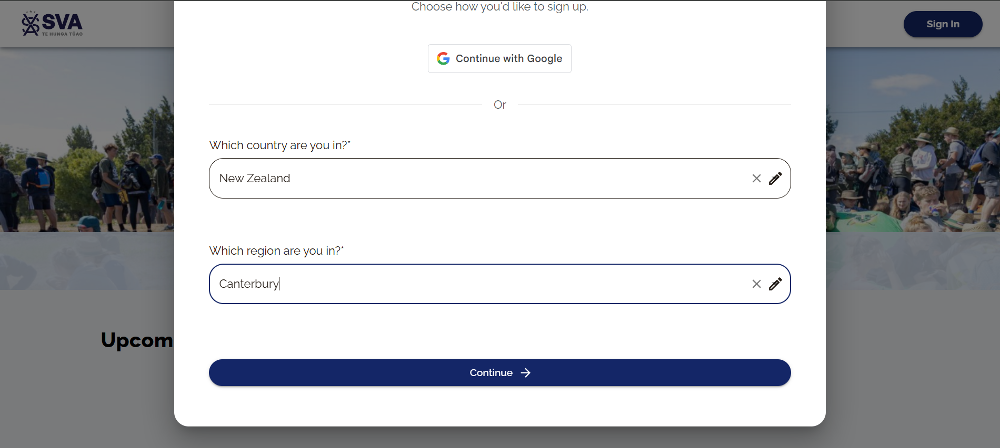 Choose how you'd like to sign up.
SVA
TE HUNGA TŪAO
Sign In
Continue with Google
Or
Which country are you in?*
New Zealand
Which region are you in?*
Canterbury
Upcom
Continue